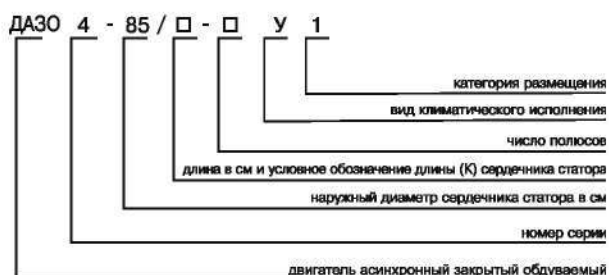 ДАЗО 4 - 85 / □ - □ У 1
категория размещения
вид климатического исполнения
число полюсов
длина в см и условное обозначение длины (К) сердечника статора
наружный диаметр сердечника статора в см
номер серии
двигатель асинхронный закрытый обдуваемый